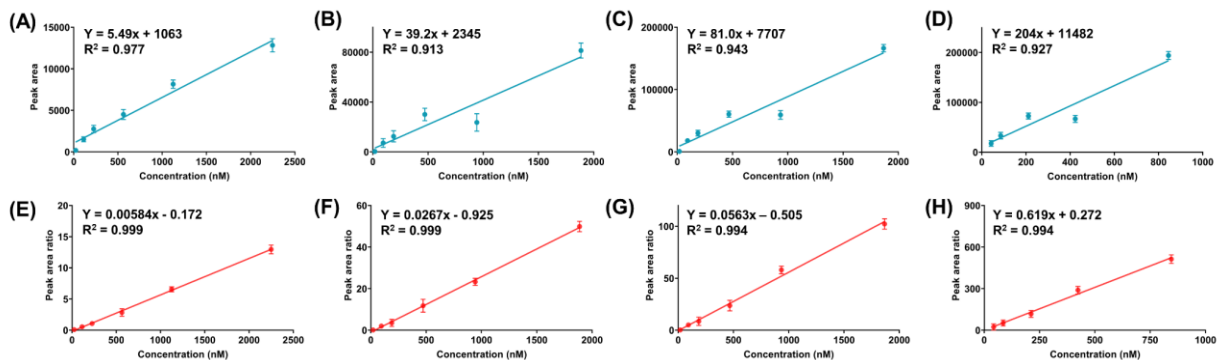 (A)
Y = 5.49x + 1063
R² = 0.977
Peak area
15000
10000
5000
0
0 500 1000 1500 2000 2500
Concentration (nM)
(B)
Y = 39.2x + 2345
R² = 0.913
Peak area
80000
40000
0
0 500 1000 1500 2000
Concentration (nM)
(C)
Y = 81.0x + 7707
R² = 0.943
Peak area
200000
100000
0
0 500 1000 1500 2000
Concentration (nM)
(D)
Y = 204x + 11482
R² = 0.927
Peak area
200000
100000
0
0 200 400 600 800 1000
Concentration (nM)
(E)
Y = 0.00584x - 0.172
R² = 0.999
Peak area ratio
20
15
10
5
0
0 500 1000 1500 2000 2500
Concentration (nM)
(F)
Y = 0.0267x - 0.925
R² = 0.999
Peak area ratio
60
40
20
0
0 500 1000 1500 2000
Concentration (nM)
(G)
Y = 0.0563x – 0.505
R² = 0.994
Peak area ratio
100
50
0
0 500 1000 1500 2000
Concentration (nM)
(H)
Y = 0.619x + 0.272
R² = 0.994
Peak area ratio
900
600
300
0
0 250 500 750 1000
Concentration (nM)